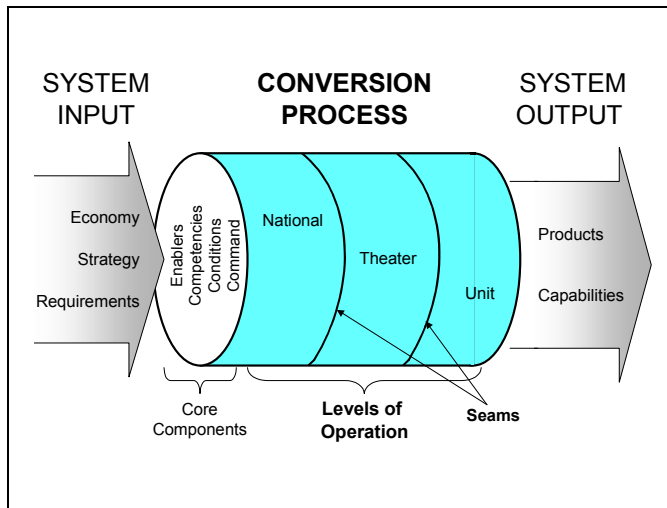 SYSTEM
INPUT
CONVERSION
PROCESS
SYSTEM
OUTPUT
Economy
Strategy
Requirements
Enablers
Competencies
Conditions
Command
National
Theater
Unit
Products
Capabilities
Core
Components
Levels of
Operation
Seams